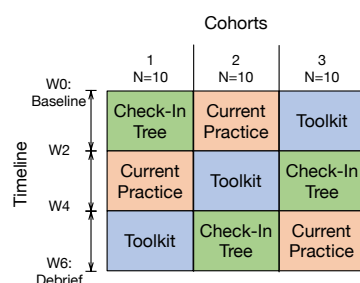 Cohorts
1 2 3
N=10 N=10 N=10
W0:
Baseline
Check-In Current Toolkit
Tree Practice
W2
Timeline
Current Toolkit Check-In
Practice Tree
W4
Toolkit Check-In Current
Tree Practice
W6:
Debrief